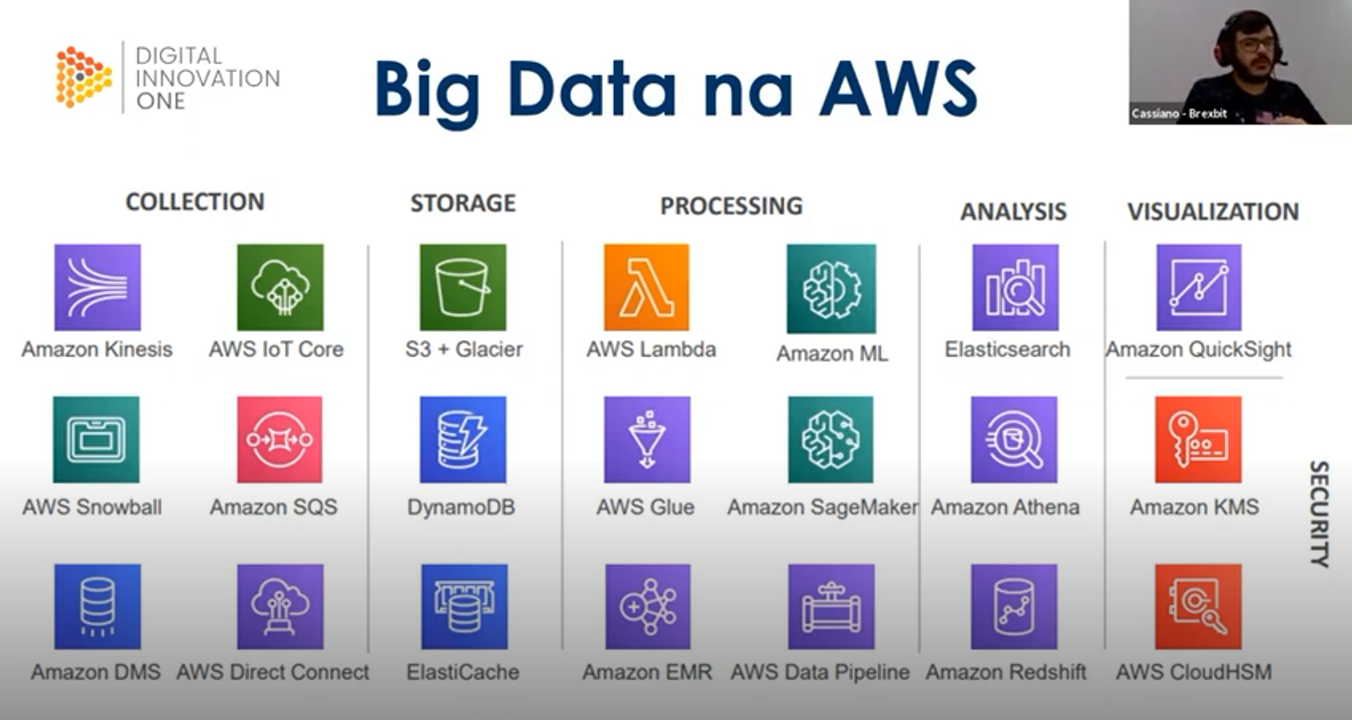 DIGITAL
INNOVATION
ONE
Big Data na AWS
Cassiano - Brexbit
COLLECTION
STORAGE
PROCESSING
ANALYSIS
VISUALIZATION
Amazon Kinesis
AWS IoT Core
S3 + Glacier
AWS Lambda
Amazon ML
Elasticsearch
Amazon QuickSight
AWS Snowball
Amazon SQS
DynamoDB
AWS Glue
Amazon SageMaker
Amazon Athena
Amazon KMS
SECURITY
Amazon DMS
AWS Direct Connect
ElastiCache
Amazon EMR
AWS Data Pipeline
Amazon Redshift
AWS CloudHSM